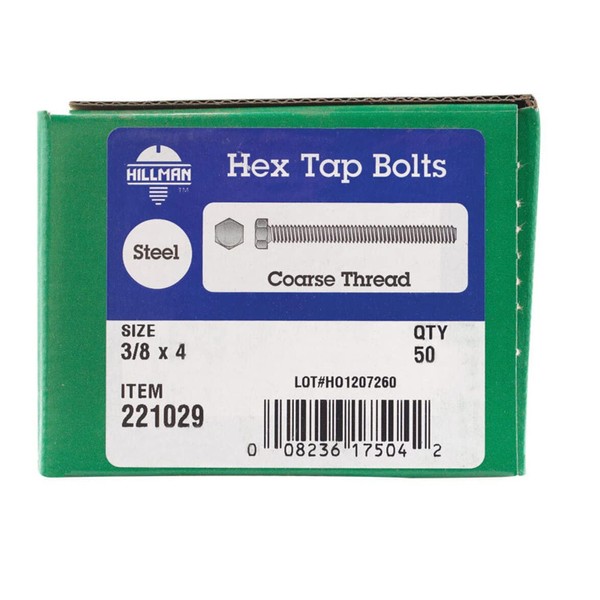 HILLMAN
TM
Hex Tap Bolts
Steel
Coarse Thread
SIZE
3/8 x 4
QTY
50
ITEM
221029
LOT#HO1207260
0 08236 17504 2